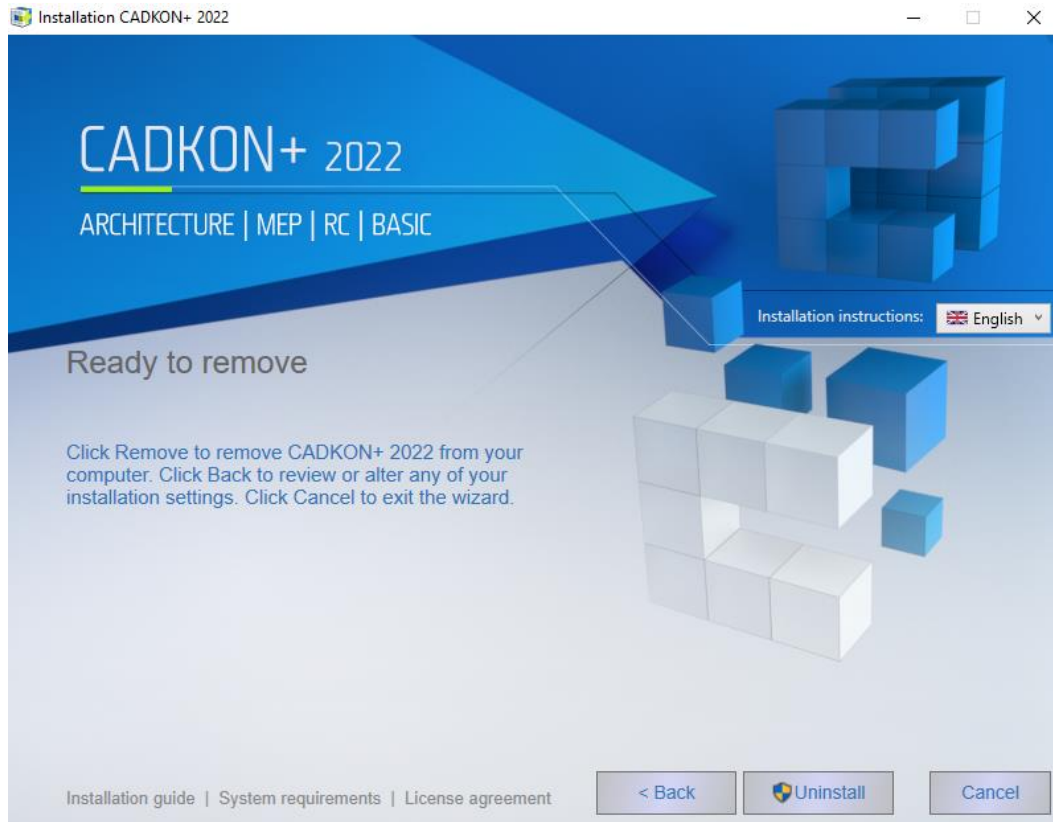 Installation CADKON+ 2022
CADKON+ 2022
ARCHITECTURE | MEP | RC | BASIC
Installation instructions: English
Ready to remove
Click Remove to remove CADKON+ 2022 from your
computer. Click Back to review or alter any of your
installation settings. Click Cancel to exit the wizard.
Installation guide | System requirements | License agreement
< Back
Uninstall
Cancel